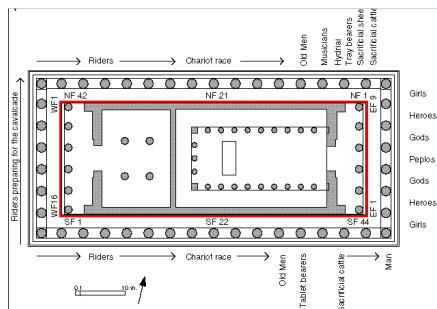 Old Men
Musicians
Hydriai
Tray bearers
Sacrificial shee
Sacrificial cattle
Riders
Chariot race
NF 42
NF 21
NF 1
WF1
EF 9
Riders preparing for the cavalcade
Girls
Heroes
Gods
Peplos
Gods
Heroes
Girls
WF16
EF 1
SF 1
SF 22
SF 44
Riders
Chariot race
Old Men
Tablet bearers
Sacrificial cattle
Man
0 1 10 m.